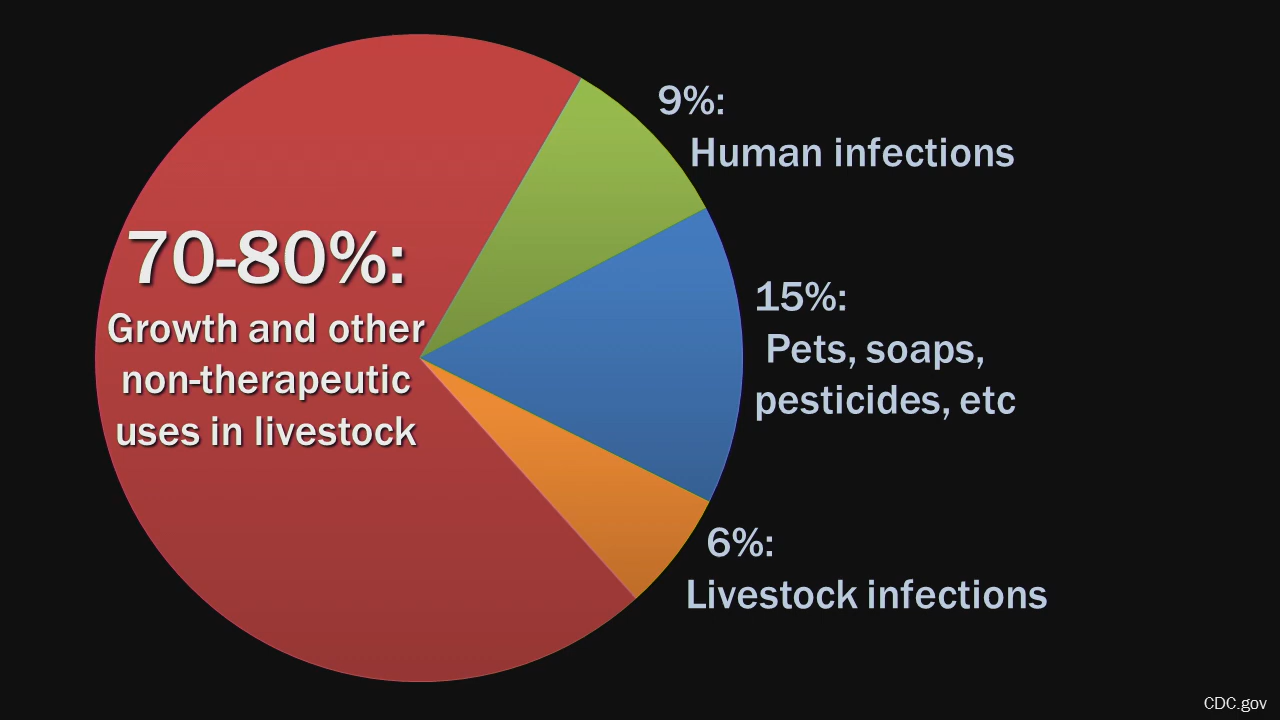 70-80%:
Growth and other
non-therapeutic
uses in livestock
9%:
Human infections
15%:
Pets, soaps,
pesticides, etc
6%:
Livestock infections
CDC.gov